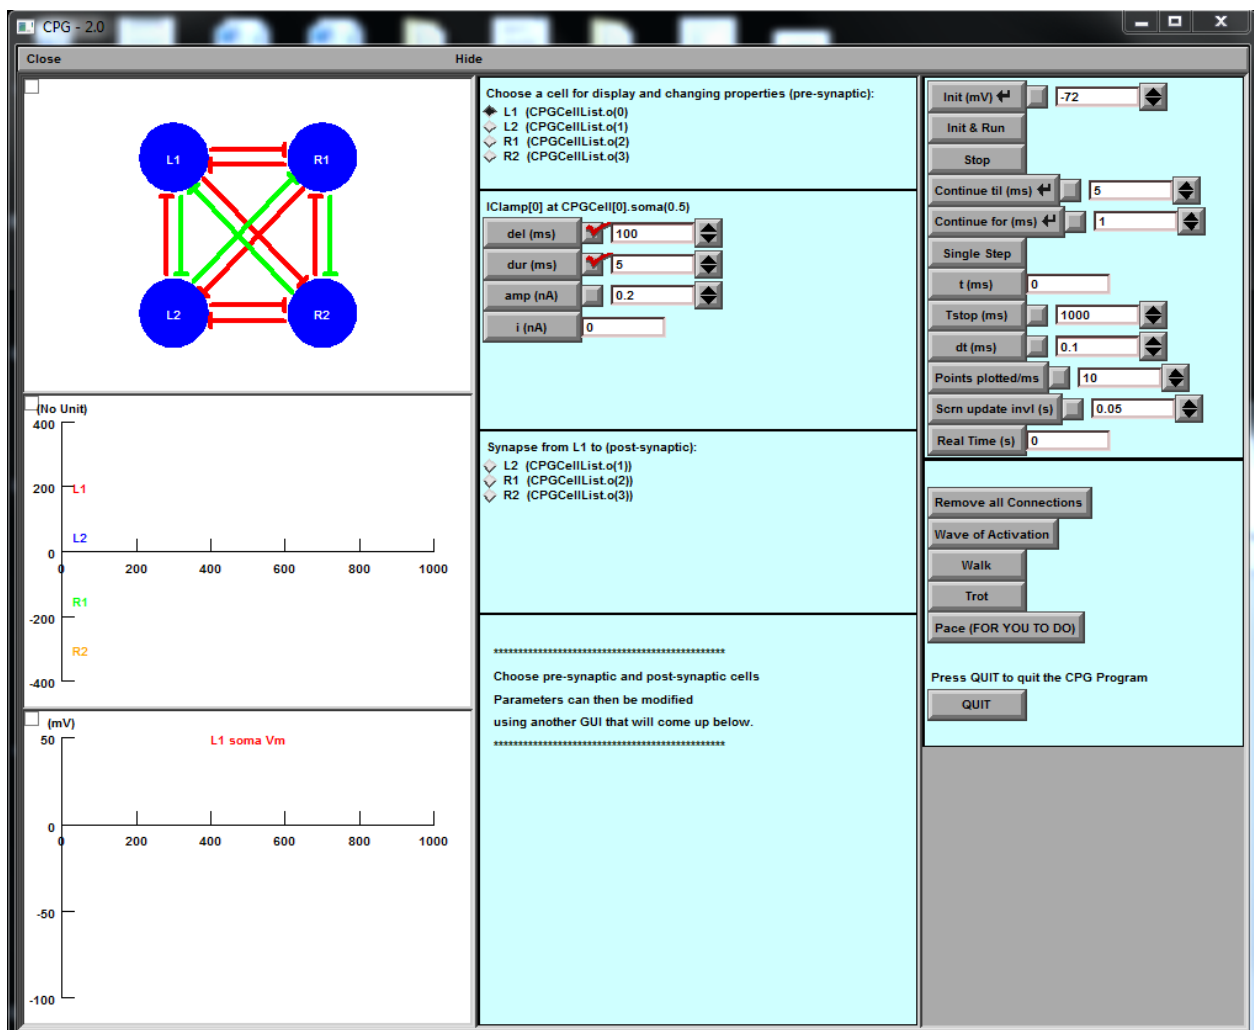 CPG - 2.0
Close
Hide
L1
R1
L2
R2
(No Unit)
400
200
L1
L2
0
0
200
400
600
800
1000
R1
-200
R2
-400
(mV)
50
L1 soma Vm
0
0
200
400
600
800
1000
-50
-100
Choose a cell for display and changing properties (pre-synaptic):
L1 (CPGCellList.o(0)
L2 (CPGCellList.o(1)
R1 (CPGCellList.o(2)
R2 (CPGCellList.o(3)
IClamp[0] at CPGCell[0].soma(0.5)
del (ms) 100
dur (ms) 5
amp (nA) 0.2
i (nA) 0
Synapse from L1 to (post-synaptic):
L2 (CPGCellList.o(1))
R1 (CPGCellList.o(2))
R2 (CPGCellList.o(3))
***********************************************
Choose pre-synaptic and post-synaptic cells
Parameters can then be modified
using another GUI that will come up below.
***********************************************
Init (mV) -72
Init & Run
Stop
Continue til (ms) 5
Continue for (ms) 1
Single Step
t (ms) 0
Tstop (ms) 1000
dt (ms) 0.1
Points plotted/ms 10
Scrn update invl (s) 0.05
Real Time (s) 0
Remove all Connections
Wave of Activation
Walk
Trot
Pace (FOR YOU TO DO)
Press QUIT to quit the CPG Program
QUIT